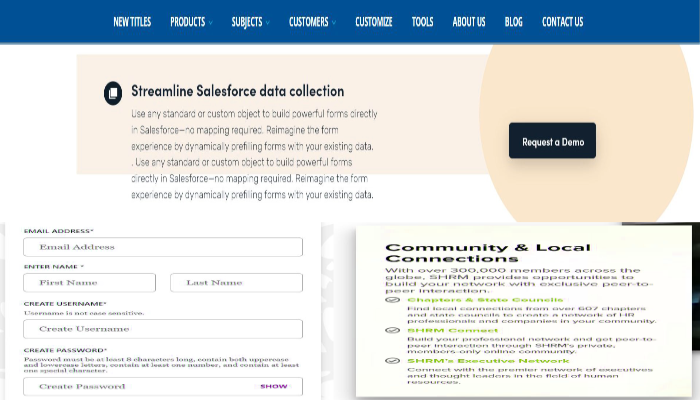 NEW TITLES PRODUCTS SUBJECTS CUSTOMERS CUSTOMIZE TOOLS ABOUT US BLOG CONTACT US
Streamline Salesforce data collection
Use any standard or custom object to build powerful forms directly
in Salesforce—no mapping required. Reimagine the form
experience by dynamically prefilling forms with your existing data.
. Use any standard or custom object to build powerful forms
directly in Salesforce—no mapping required. Reimagine the form
experience by dynamically prefilling forms with your existing data.
Request a Demo
EMAIL ADDRESS*
Email Address
ENTER NAME *
First Name Last Name
CREATE USERNAME*
Username is not case sensitive.
Create Username
CREATE PASSWORD*
Password must be at least 8 characters long, contain both uppercase
and lowercase letters, contain at least one number, and contain at least
one special character.
Create Password SHOW
Community & Local
Connections
With over 300,000 members across the
globe, SHRM provides opportunities to
build your network with exclusive peer-to-
peer interaction.
Chapters & State Councils
Find local connections from over 607 chapters
and state councils to create a network of HR
professionals and companies in your community.
SHRM Connect
Build your professional network and get peer-to-
peer interaction through SHRM's private,
members-only online community.
SHRM's Executive Network
Connect with the premier network of executives
and thought leaders in the field of human
resources.